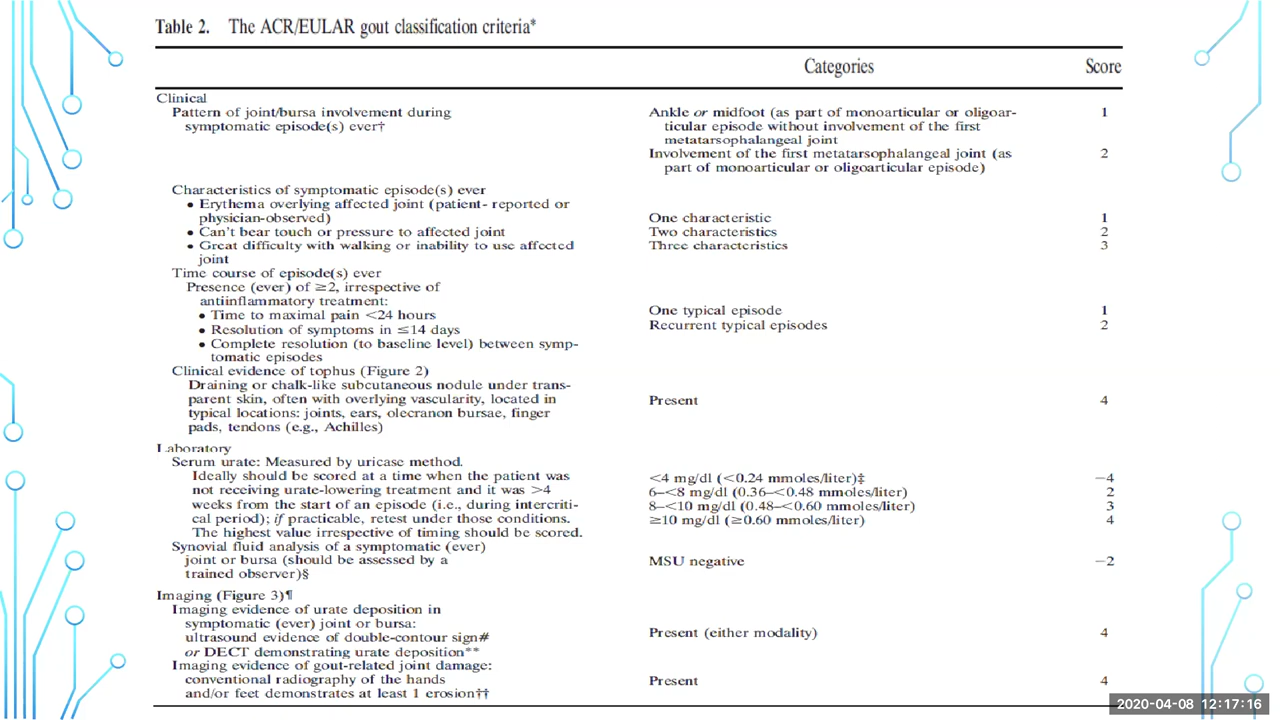 Table 2. The ACR/EULAR gout classification criteria*
Categories Score
Clinical
Pattern of joint/bursa involvement during
symptomatic episode(s) ever†
Ankle or midfoot (as part of monoarticular or oligoar- 1
ticular episode without involvement of the first
metatarsophalangeal joint
Involvement of the first metatarsophalangeal joint (as 2
part of monoarticular or oligoarticular episode)
Characteristics of symptomatic episode(s) ever
• Erythema overlying affected joint (patient- reported or
physician-observed)
• Can't bear touch or pressure to affected joint
• Great difficulty with walking or inability to use affected
joint
One characteristic 1
Two characteristics 2
Three characteristics 3
Time course of episode(s) ever
Presence (ever) of ≥2, irrespective of
antiinflammatory treatment:
• Time to maximal pain <24 hours
• Resolution of symptoms in ≤14 days
• Complete resolution (to baseline level) between symp-
tomatic episodes
One typical episode 1
Recurrent typical episodes 2
Clinical evidence of tophus (Figure 2)
Draining or chalk-like subcutaneous nodule under trans-
parent skin, often with overlying vascularity, located in
typical locations: joints, ears, olecranon bursae, finger
pads, tendons (e.g., Achilles)
Present 4
Laboratory
Serum urate: Measured by uricase method.
Ideally should be scored at a time when the patient was
not receiving urate-lowering treatment and it was >4
weeks from the start of an episode (i.e., during intercriti-
cal period); if practicable, retest under those conditions.
The highest value irrespective of timing should be scored.
<4 mg/dl (<0.24 mmoles/liter)‡ −4
6–<8 mg/dl (0.36–<0.48 mmoles/liter) 2
8–<10 mg/dl (0.48–<0.60 mmoles/liter) 3
≥10 mg/dl (≥0.60 mmoles/liter) 4
Synovial fluid analysis of a symptomatic (ever)
joint or bursa (should be assessed by a
trained observer)§
MSU negative −2
Imaging (Figure 3)¶
Imaging evidence of urate deposition in
symptomatic (ever) joint or bursa:
ultrasound evidence of double-contour sign#
or DECT demonstrating urate deposition**
Present (either modality) 4
Imaging evidence of gout-related joint damage:
conventional radiography of the hands
and/or feet demonstrates at least 1 erosion††
Present 4
2020-04-08 12:17:16